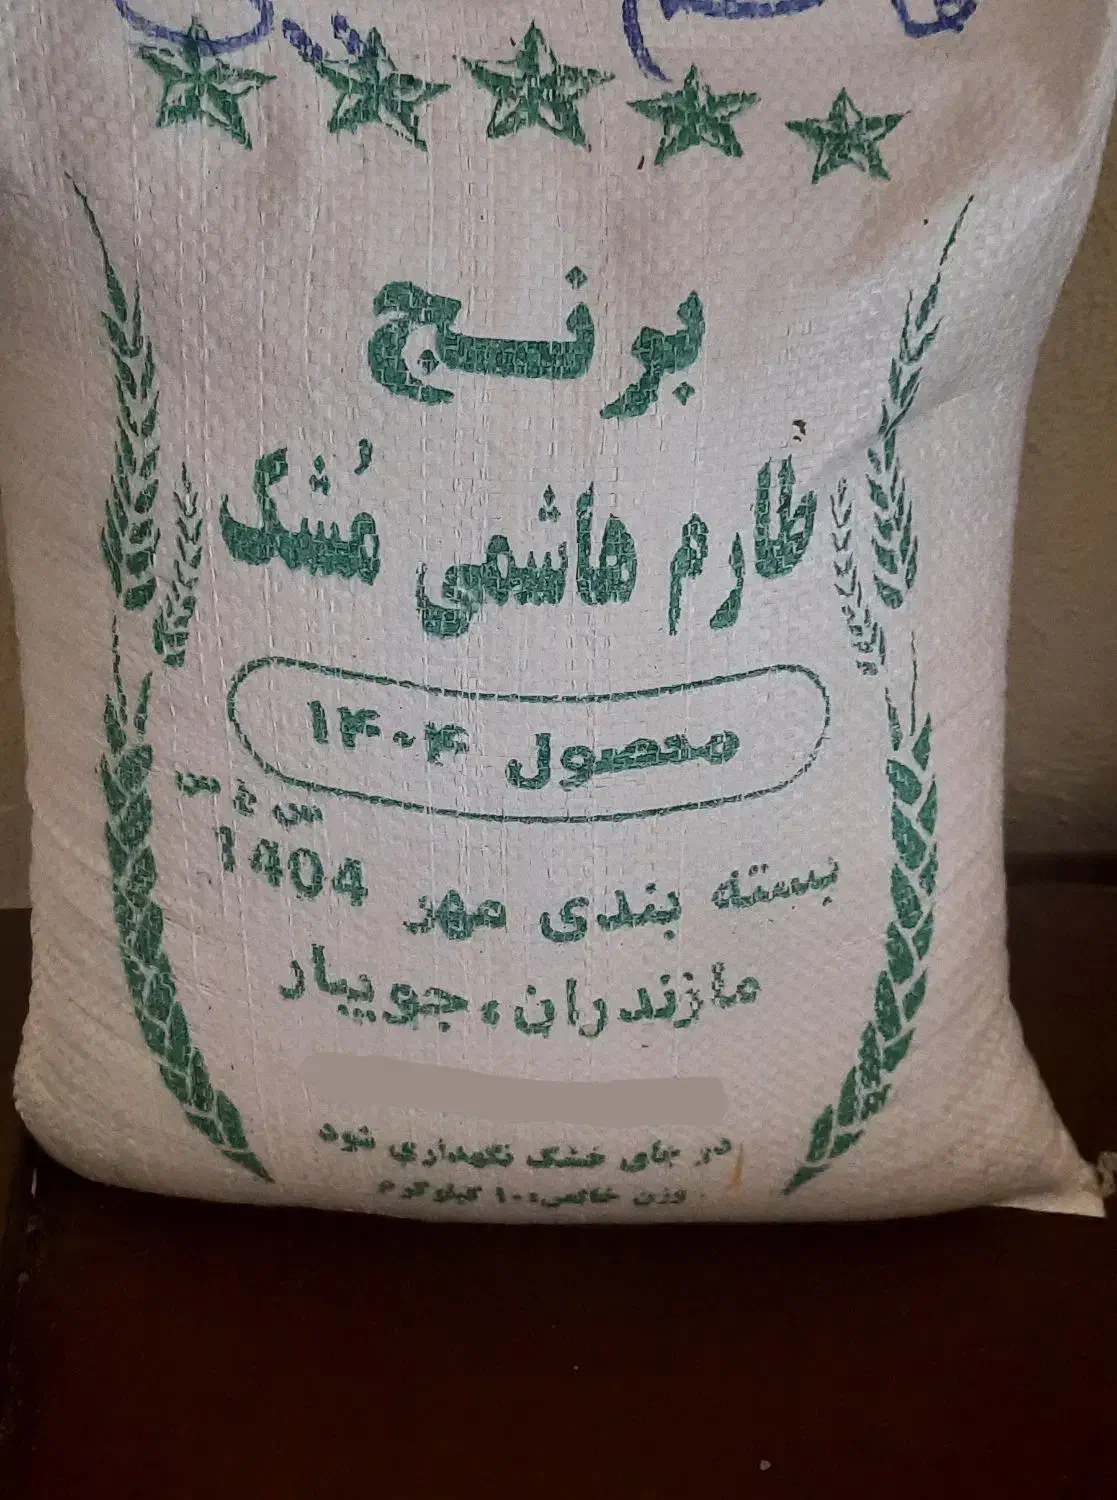 برنج
طارم هاشمی مُشک
محصول ۱۴۰۴
س ع س
بسته بندی مهر 1404
مازندران، جویبار
در جای خشک نگهداری شود
وزن خالص: ۱۰ کیلوگرم